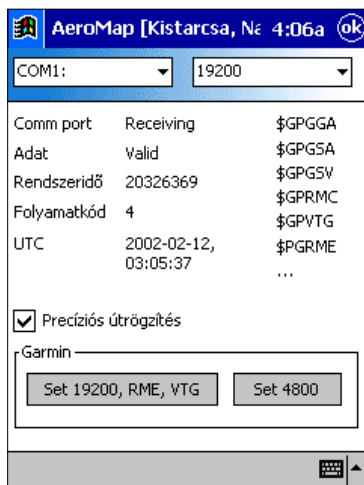 AeroMap [Kistarcsa, Na 4:06a ok
COM1: 19200
Comm port Receiving $GPGGA
Adat Valid $GPGSA
Rendszeridő 20326369 $GPGSV
Folyamatkód 4 $GPRMC
$GPVTG
UTC 2002-02-12, $PGRME
03:05:37 ...
Precíziós útrögzítés
Garmin
Set 19200, RME, VTG Set 4800